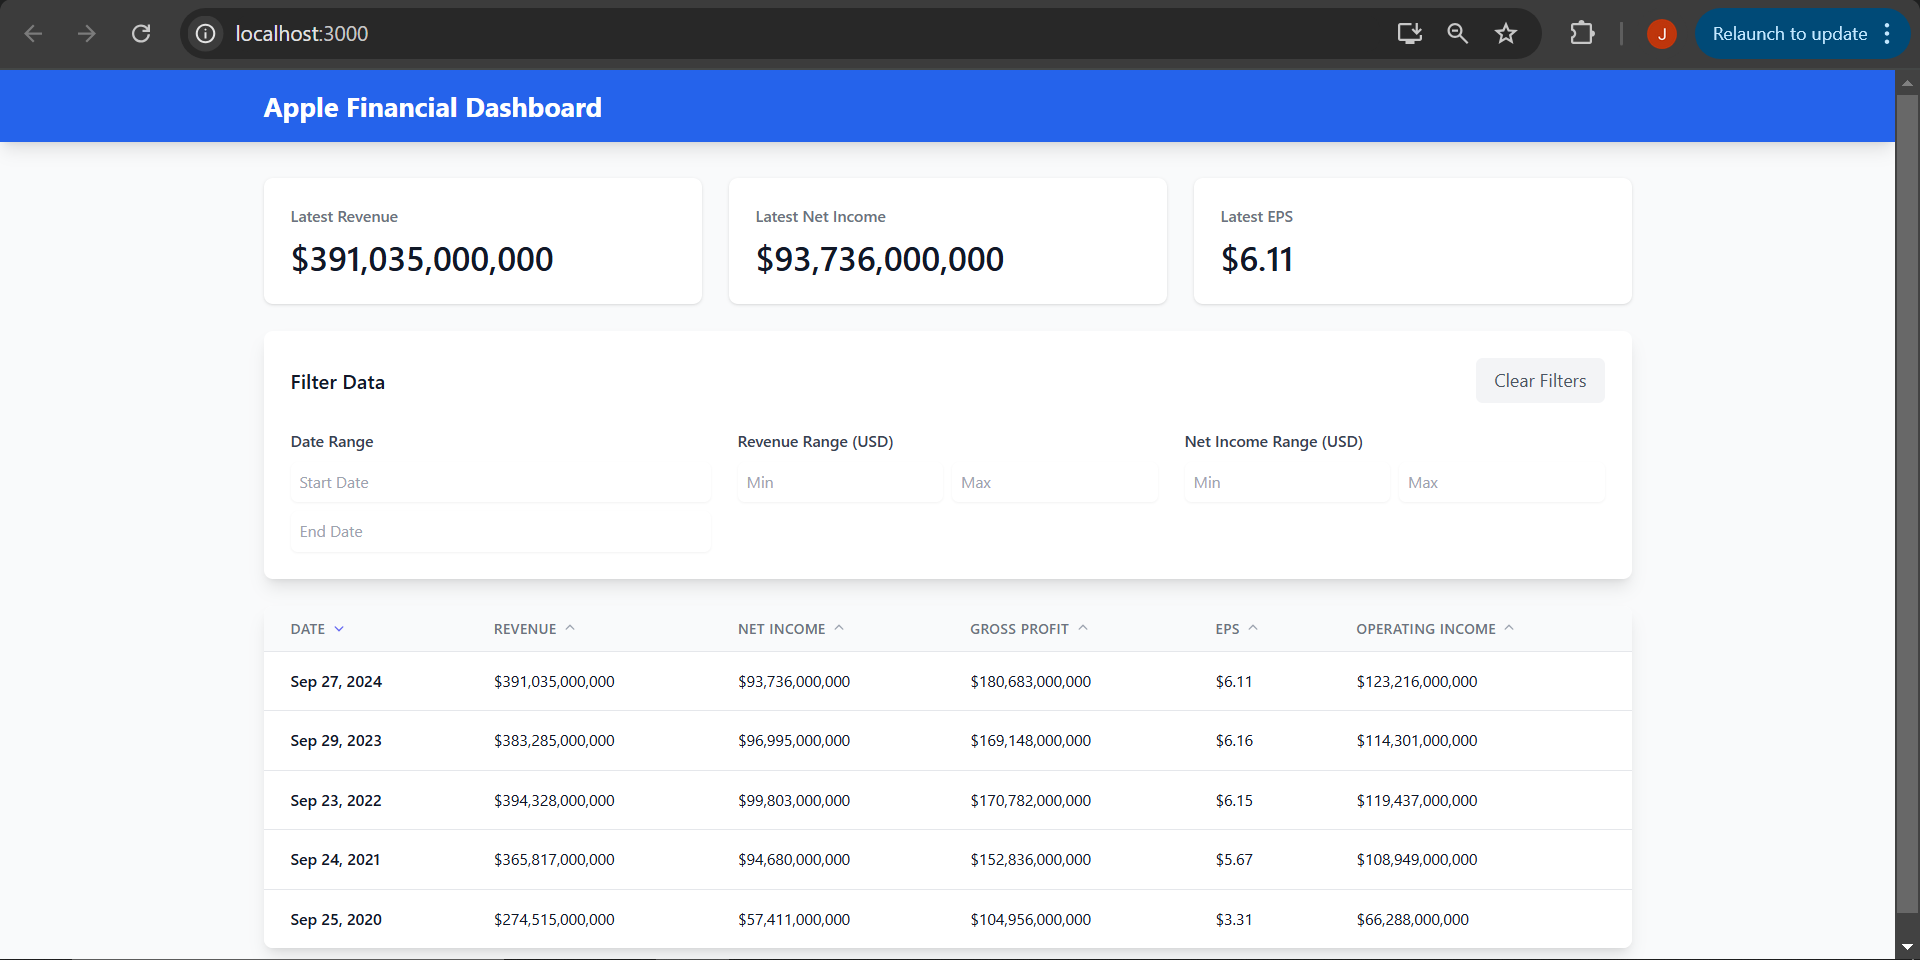 localhost:3000
J
Relaunch to update
Apple Financial Dashboard
Latest Revenue
$391,035,000,000
Latest Net Income
$93,736,000,000
Latest EPS
$6.11
Filter Data
Clear Filters
Date Range
Start Date
End Date
Revenue Range (USD)
Min Max
Net Income Range (USD)
Min Max
DATE REVENUE NET INCOME GROSS PROFIT EPS OPERATING INCOME
Sep 27, 2024 $391,035,000,000 $93,736,000,000 $180,683,000,000 $6.11 $123,216,000,000
Sep 29, 2023 $383,285,000,000 $96,995,000,000 $169,148,000,000 $6.16 $114,301,000,000
Sep 23, 2022 $394,328,000,000 $99,803,000,000 $170,782,000,000 $6.15 $119,437,000,000
Sep 24, 2021 $365,817,000,000 $94,680,000,000 $152,836,000,000 $5.67 $108,949,000,000
Sep 25, 2020 $274,515,000,000 $57,411,000,000 $104,956,000,000 $3.31 $66,288,000,000